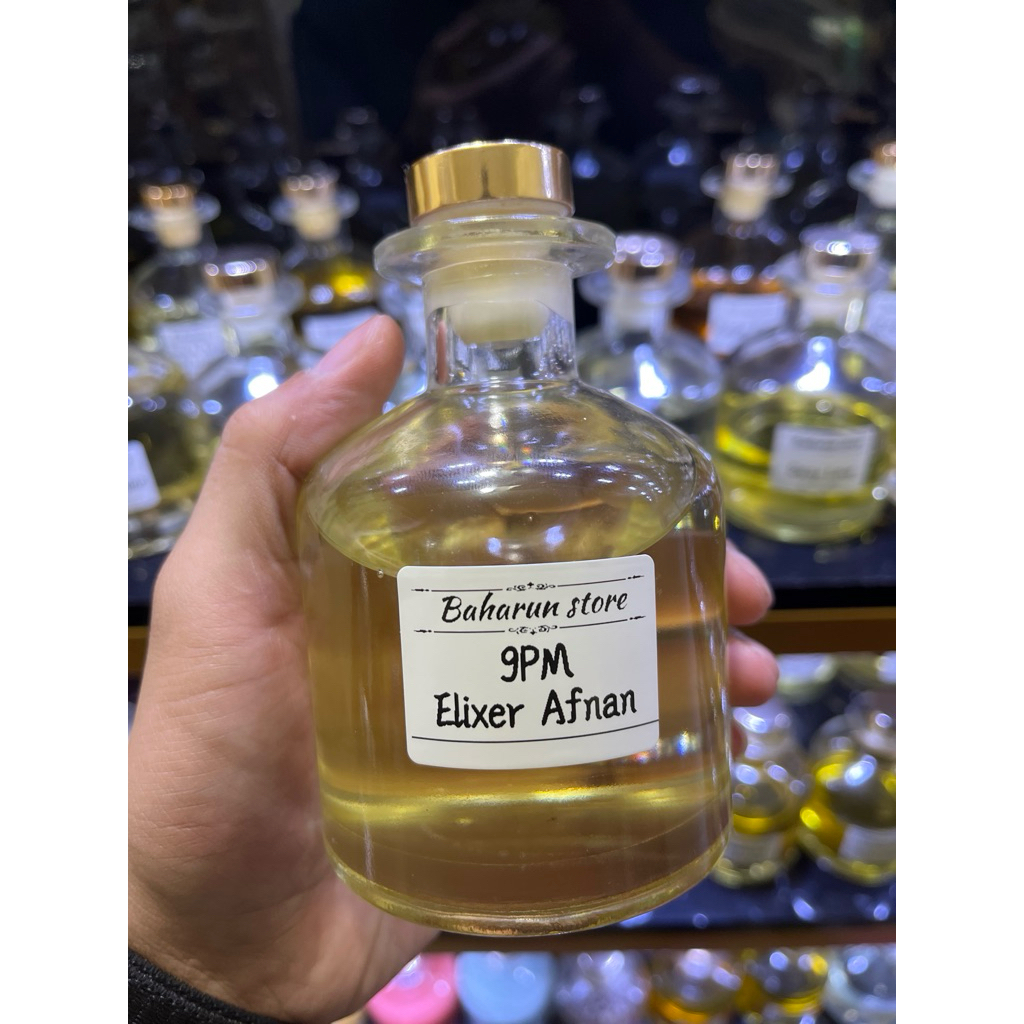 Baharun store
9PM
Elixer Afnan